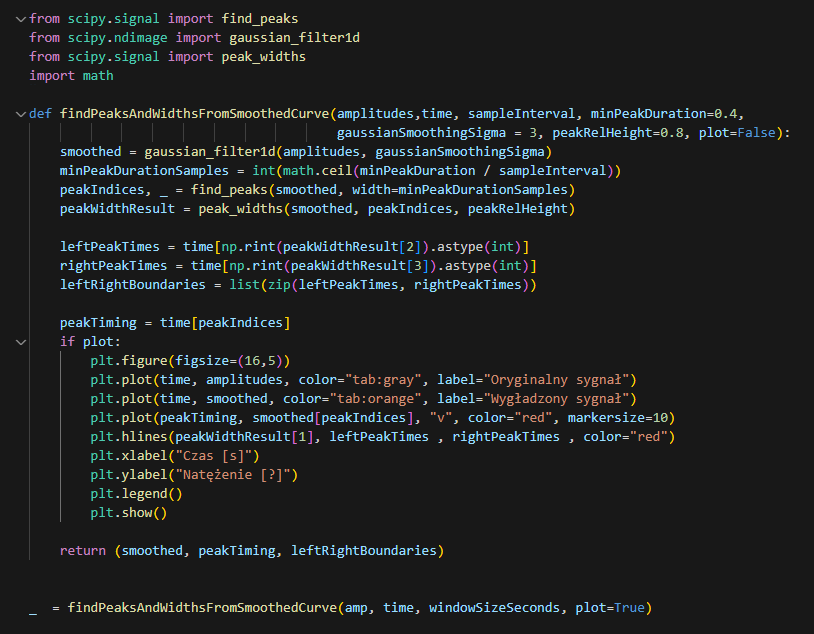 from scipy.signal import find_peaks
from scipy.ndimage import gaussian_filter1d
from scipy.signal import peak_widths
import math

def findPeaksAndWidthsFromSmoothedCurve(amplitudes,time, sampleInterval, minPeakDuration=0.4,
                                        gaussianSmoothingSigma = 3, peakRelHeight=0.8, plot=False):
    smoothed = gaussian_filter1d(amplitudes, gaussianSmoothingSigma)
    minPeakDurationSamples = int(math.ceil(minPeakDuration / sampleInterval))
    peakIndices, _ = find_peaks(smoothed, width=minPeakDurationSamples)
    peakWidthResult = peak_widths(smoothed, peakIndices, peakRelHeight)

    leftPeakTimes = time[np.rint(peakWidthResult[2]).astype(int)]
    rightPeakTimes = time[np.rint(peakWidthResult[3]).astype(int)]
    leftRightBoundaries = list(zip(leftPeakTimes, rightPeakTimes))

    peakTiming = time[peakIndices]
    if plot:
        plt.figure(figsize=(16,5))
        plt.plot(time, amplitudes, color="tab:gray", label="Oryginalny sygnał")
        plt.plot(time, smoothed, color="tab:orange", label="Wygładzony sygnał")
        plt.plot(peakTiming, smoothed[peakIndices], "v", color="red", markersize=10)
        plt.hlines(peakWidthResult[1], leftPeakTimes , rightPeakTimes , color="red")
        plt.xlabel("Czas [s]")
        plt.ylabel("Natężenie [?]")
        plt.legend()
        plt.show()

    return (smoothed, peakTiming, leftRightBoundaries)


_  = findPeaksAndWidthsFromSmoothedCurve(amp, time, windowSizeSeconds, plot=True)